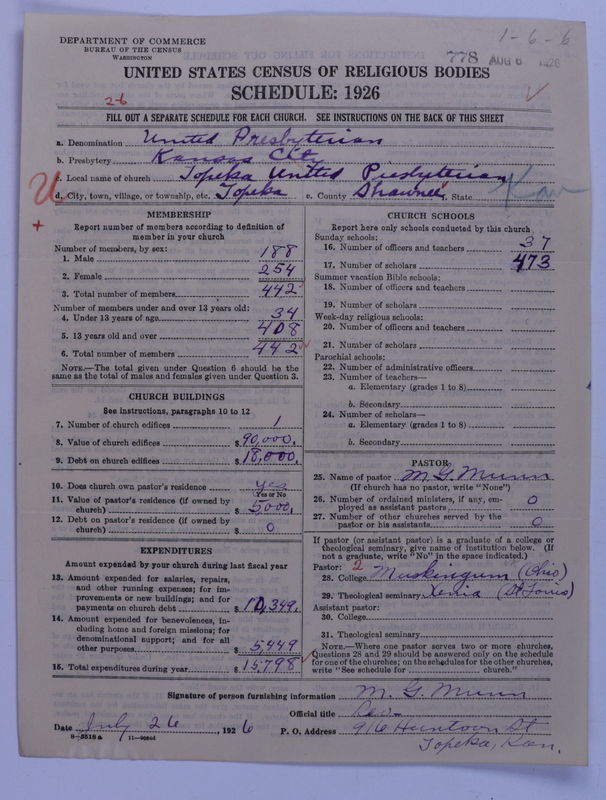 1-6-6
DEPARTMENT OF COMMERCE
BUREAU OF THE CENSUS
WASHINGTON
778 AUG 6 1926
UNITED STATES CENSUS OF RELIGIOUS BODIES
SCHEDULE: 1926
2-6
FILL OUT A SEPARATE SCHEDULE FOR EACH CHURCH. SEE INSTRUCTIONS ON THE BACK OF THIS SHEET
a. Denomination United Presbyterian
b. Presbytery Kansas City
c. Local name of church Topeka United Presbyterian
d. City, town, village, or township, etc. Topeka e. County Shawnee f. State Kan
MEMBERSHIP
Report number of members according to definition of
member in your church
Number of members, by sex:
1. Male 188
2. Female 254
3. Total number of members 442
Number of members under and over 13 years old:
4. Under 13 years of age 34
5. 13 years old and over 408
6. Total number of members 442
NOTE.—The total given under Question 6 should be the
same as the total of males and females given under Question 3.
CHURCH BUILDINGS
See instructions, paragraphs 10 to 12
7. Number of church edifices 1
8. Value of church edifices $90,000.
9. Debt on church edifices $18,000.
10. Does church own pastor's residence Yes
Yes or No
11. Value of pastor's residence (if owned by
church) $5000.
12. Debt on pastor's residence (if owned by
church) $0
EXPENDITURES
Amount expended by your church during last fiscal year
13. Amount expended for salaries, repairs,
and other running expenses; for im-
provements or new buildings; and for
payments on church debt $10,349.
14. Amount expended for benevolences, in-
cluding home and foreign missions; for
denominational support; and for all
other purposes $5,449
15. Total expenditures during year $15,798
CHURCH SCHOOLS
Report here only schools conducted by this church
Sunday schools:
16. Number of officers and teachers 37
17. Number of scholars 473
Summer vacation Bible schools:
18. Number of officers and teachers
19. Number of scholars
Week-day religious schools:
20. Number of officers and teachers
21. Number of scholars
Parochial schools:
22. Number of administrative officers
23. Number of teachers—
a. Elementary (grades 1 to 8)
b. Secondary
24. Number of scholars—
a. Elementary (grades 1 to 8)
b. Secondary
PASTOR
25. Name of pastor M. G. Munn
(If church has no pastor, write "None")
26. Number of ordained ministers, if any, em-
ployed as assistant pastors 0
27. Number of other churches served by the
pastor or his assistants 0
If pastor (or assistant pastor) is a graduate of a college or
theological seminary, give name of institution below. (If
not a graduate, write "No" in the space indicated.)
Pastor: 2
28. College Muskingum (Ohio)
29. Theological seminary Xenia (St Louis)
Assistant pastor:
30. College
31. Theological seminary
NOTE.—Where one pastor serves two or more churches,
Questions 28 and 29 should be answered only on the schedule
for one of the churches; on the schedules for the other churches,
write "See schedule for church."
Signature of person furnishing information M. G. Munn
Official title
Date July 26, 1926 P. O. Address 916 Huntoon St
8-5518a 11-9086d Topeka, Kan.